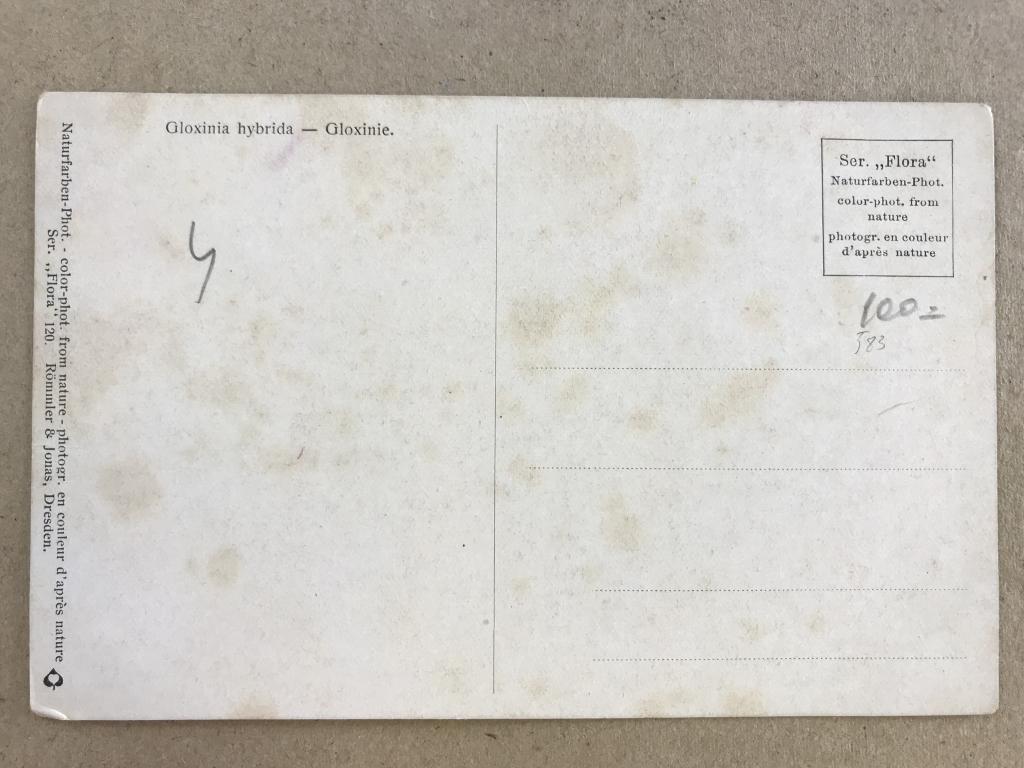 Gloxinia hybrida — Gloxinie.
Ser. „Flora“
Naturfarben-Phot.
color-phot. from
nature
photogr. en couleur
d'après nature
100=
583
4
Naturfarben-Phot. - color-phot. from nature - photogr. en couleur d'après nature
Ser. „Flora“ 120. Römmler & Jonas, Dresden.